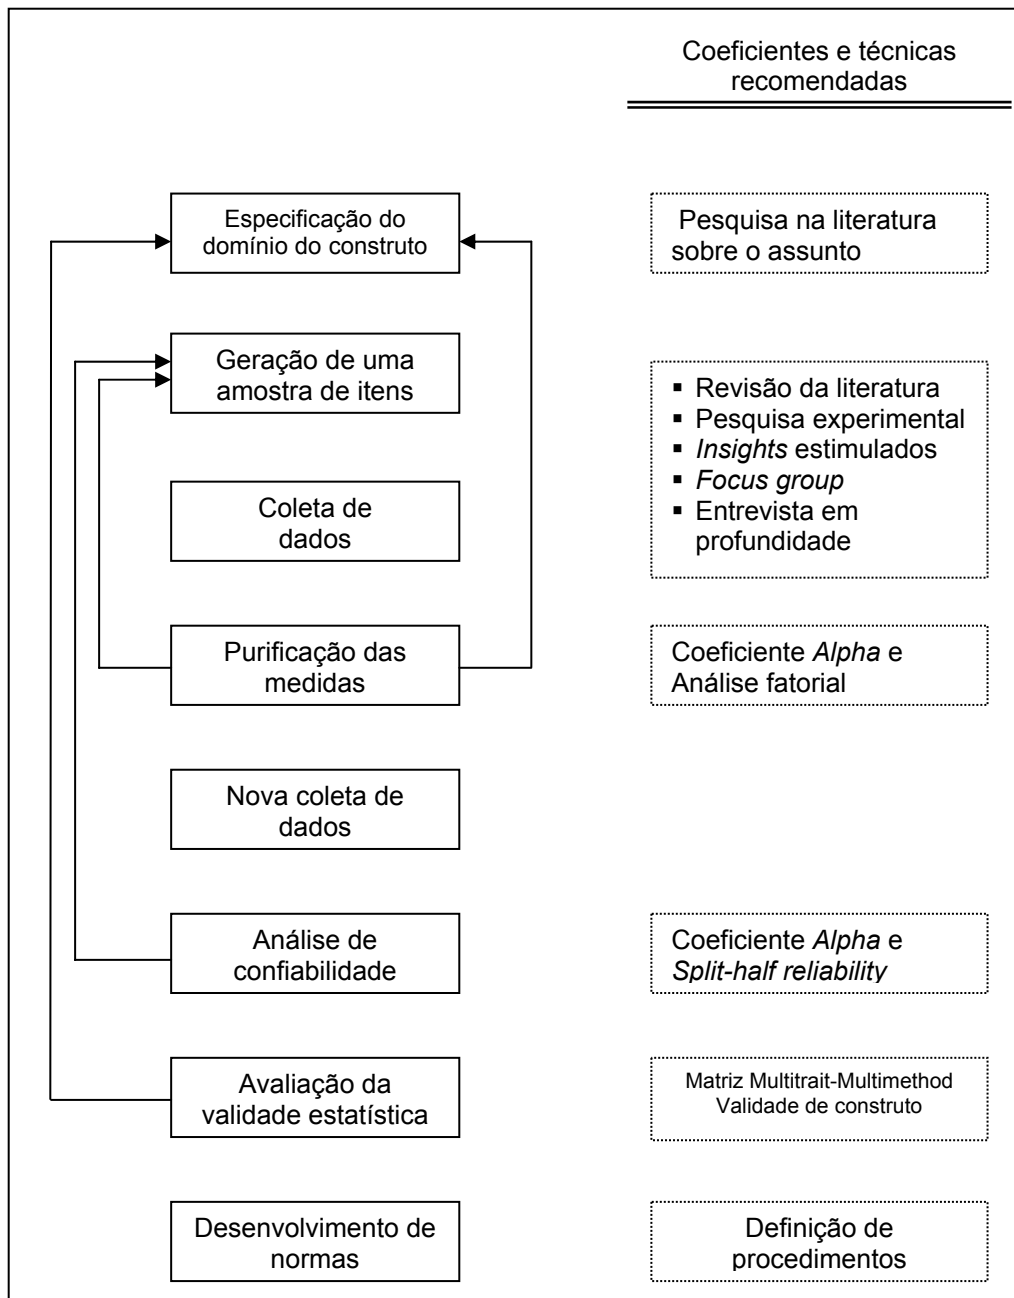 Coeficientes e técnicas
recomendadas
Especificação do
domínio do construto
Pesquisa na literatura
sobre o assunto
Geração de uma
amostra de itens
▪ Revisão da literatura
▪ Pesquisa experimental
▪ Insights estimulados
▪ Focus group
▪ Entrevista em
profundidade
Coleta de
dados
Purificação das
medidas
Coeficiente Alpha e
Análise fatorial
Nova coleta de
dados
Análise de
confiabilidade
Coeficiente Alpha e
Split-half reliability
Avaliação da
validade estatística
Matriz Multitrait-Multimethod
Validade de construto
Desenvolvimento de
normas
Definição de
procedimentos